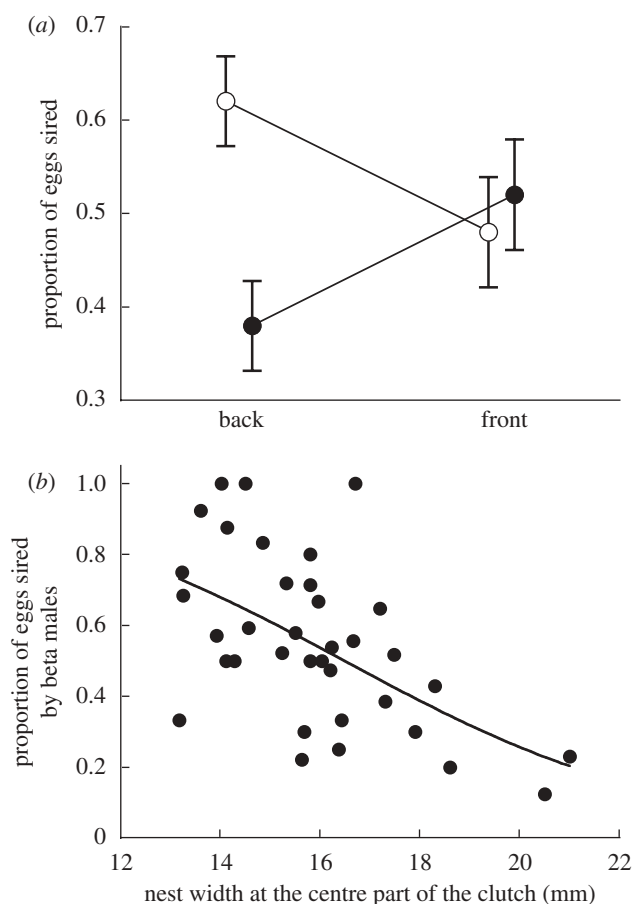 (a)
0.7
0.6
0.5
0.4
0.3
proportion of eggs sired
back front
(b)
1.0
0.8
0.6
0.4
0.2
0
proportion of eggs sired
by beta males
12 14 16 18 20 22
nest width at the centre part of the clutch (mm)